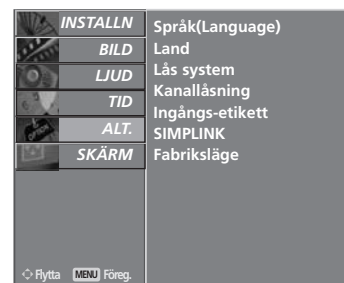 INSTALLN
BILD
LJUD
TID
ALT.
SKÄRM
Språk(Language)
Land
Lås system
Kanallåsning
Ingångs-etikett
SIMPLINK
Fabriksläge
Flytta MENU Föreg.